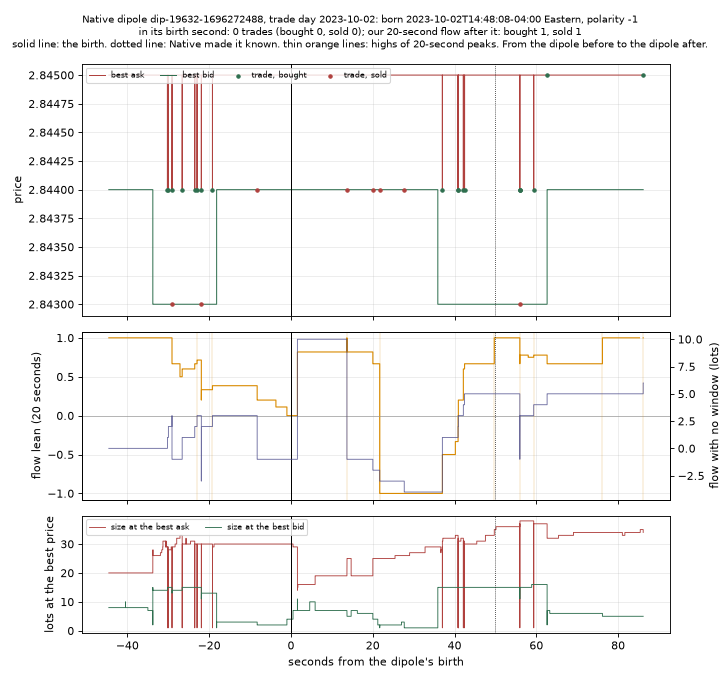 Native dipole dip-19632-1696272488, trade day 2023-10-02: born 2023-10-02T14:48:08-04:00 Eastern, polarity -1
in its birth second: 0 trades (bought 0, sold 0); our 20-second flow after it: bought 1, sold 1
solid line: the birth. dotted line: Native made it known. thin orange lines: highs of 20-second peaks. From the dipole before to the dipole after.
best ask
best bid
trade, bought
trade, sold
2.84500
2.84475
2.84450
2.84425
2.84400
2.84375
2.84350
2.84325
2.84300
price
1.0
0.5
0.0
−0.5
−1.0
flow lean (20 seconds)
10.0
7.5
5.0
2.5
0.0
−2.5
flow with no window (lots)
size at the best ask
size at the best bid
30
20
10
0
lots at the best price
−40
−20
0
20
40
60
80
seconds from the dipole's birth